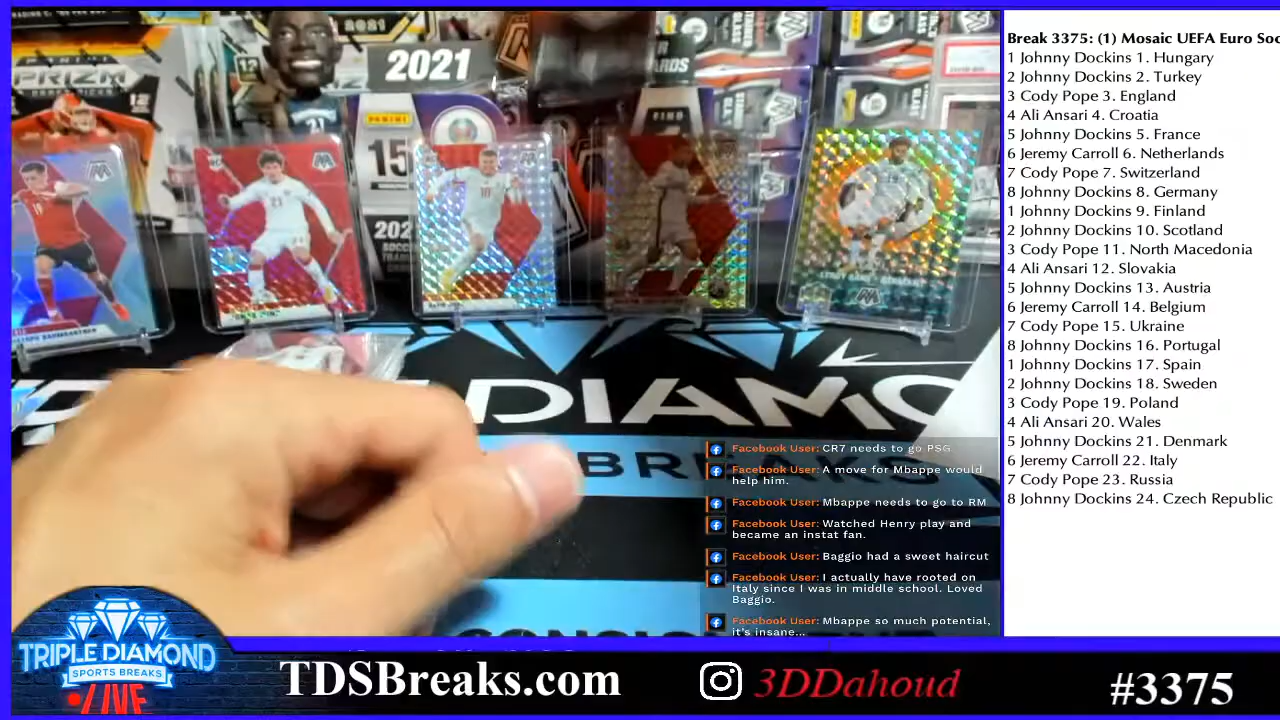 2021
PRIZM
12
PANINI
15
202
SOCCER
FIND
DIAMO
BREAKS
Facebook User: CR7 needs to go PSG
Facebook User: A move for Mbappe would
help him.
Facebook User: Mbappe needs to go to RM
Facebook User: Watched Henry play and
became an instat fan.
Facebook User: Baggio had a sweet haircut
Facebook User: I actually have rooted on
Italy since I was in middle school. Loved
Baggio.
Facebook User: Mbappe so much potential,
it's insane...
Break 3375: (1) Mosaic UEFA Euro Soc
1 Johnny Dockins 1. Hungary
2 Johnny Dockins 2. Turkey
3 Cody Pope 3. England
4 Ali Ansari 4. Croatia
5 Johnny Dockins 5. France
6 Jeremy Carroll 6. Netherlands
7 Cody Pope 7. Switzerland
8 Johnny Dockins 8. Germany
1 Johnny Dockins 9. Finland
2 Johnny Dockins 10. Scotland
3 Cody Pope 11. North Macedonia
4 Ali Ansari 12. Slovakia
5 Johnny Dockins 13. Austria
6 Jeremy Carroll 14. Belgium
7 Cody Pope 15. Ukraine
8 Johnny Dockins 16. Portugal
1 Johnny Dockins 17. Spain
2 Johnny Dockins 18. Sweden
3 Cody Pope 19. Poland
4 Ali Ansari 20. Wales
5 Johnny Dockins 21. Denmark
6 Jeremy Carroll 22. Italy
7 Cody Pope 23. Russia
8 Johnny Dockins 24. Czech Republic
TRIPLE DIAMOND
SPORTS BREAKS
LIVE
TDSBreaks.com
3DDahoud
#3375